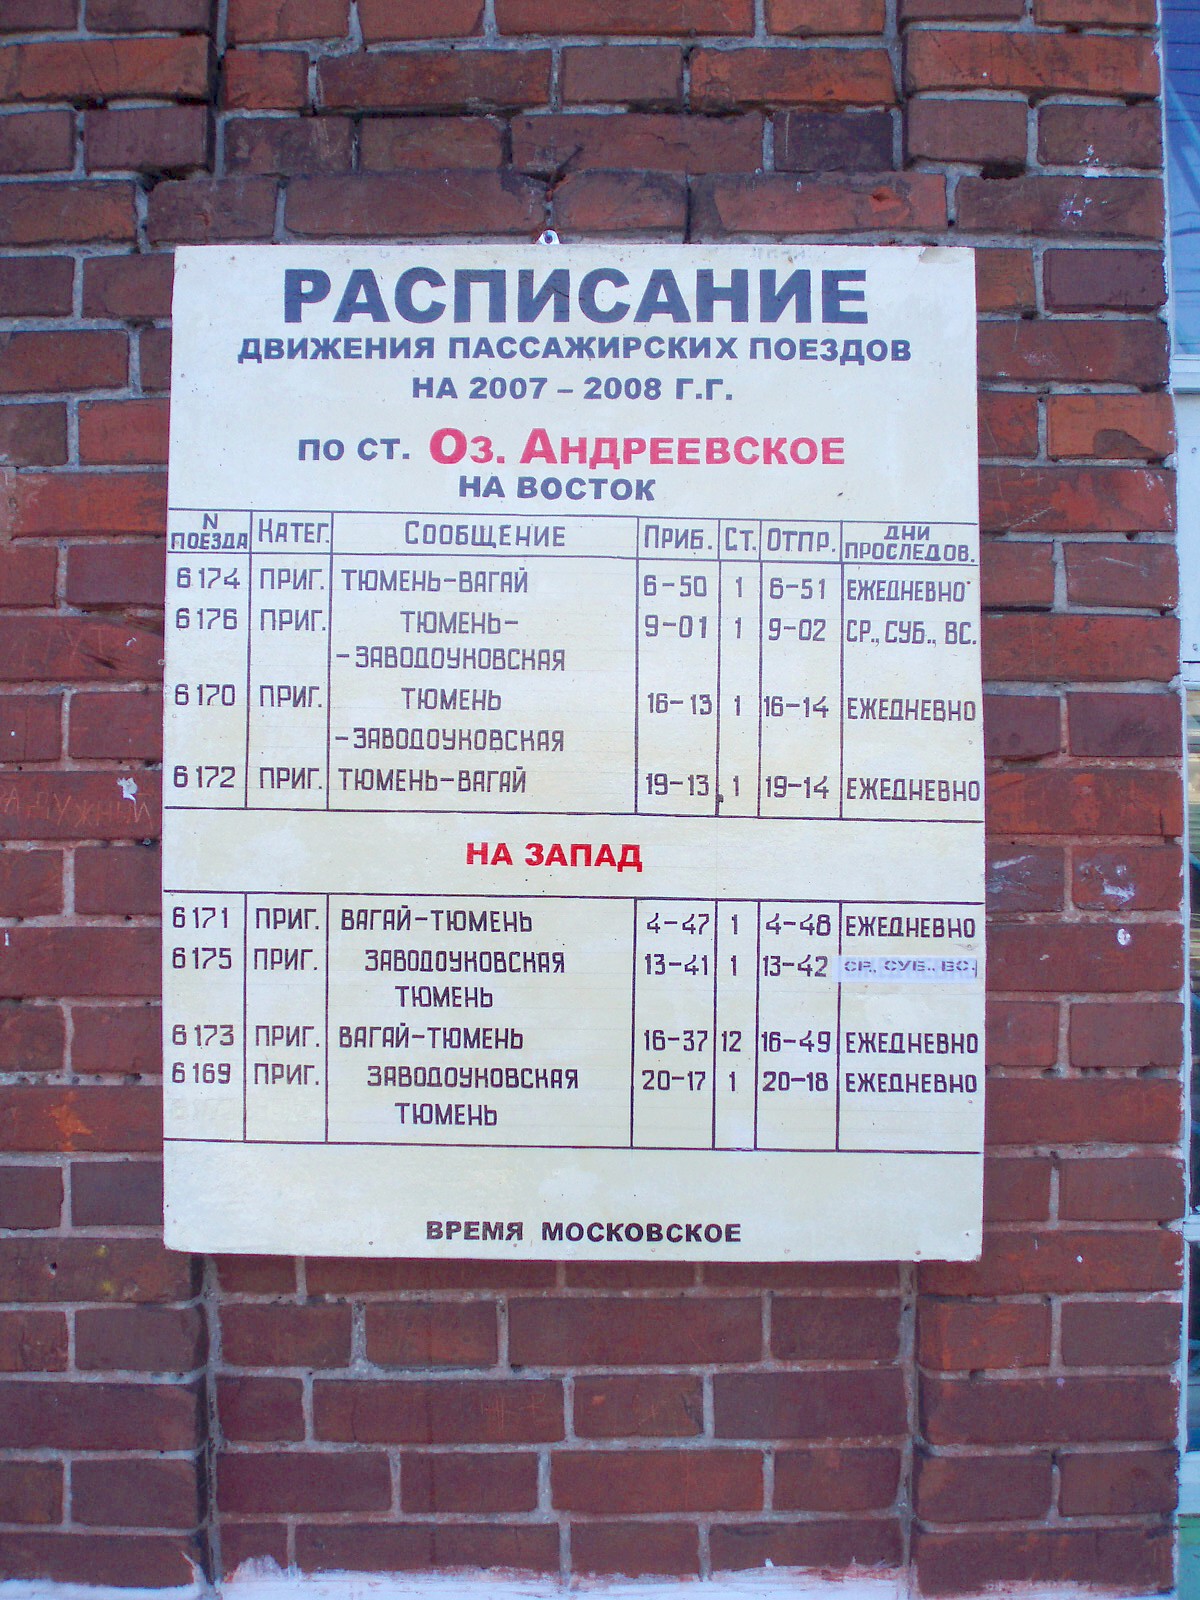 РАСПИСАНИЕ
ДВИЖЕНИЯ ПАССАЖИРСКИХ ПОЕЗДОВ
НА 2007 – 2008 Г.Г.
ПО СТ. ОЗ. АНДРЕЕВСКОЕ
НА ВОСТОК
N ПОЕЗДА КАТЕГ. СООБЩЕНИЕ ПРИБ. СТ. ОТПР. ДНИ ПРОСЛЕДОВ.
6174 ПРИГ. ТЮМЕНЬ-ВАГАЙ 6-50 1 6-51 ЕЖЕДНЕВНО
6176 ПРИГ. ТЮМЕНЬ- 9-01 1 9-02 СР., СУБ., ВС.
-ЗАВОДОУКОВСКАЯ
6170 ПРИГ. ТЮМЕНЬ 16-13 1 16-14 ЕЖЕДНЕВНО
-ЗАВОДОУКОВСКАЯ
6172 ПРИГ. ТЮМЕНЬ-ВАГАЙ 19-13 1 19-14 ЕЖЕДНЕВНО
НА ЗАПАД
6171 ПРИГ. ВАГАЙ-ТЮМЕНЬ 4-47 1 4-48 ЕЖЕДНЕВНО
6175 ПРИГ. ЗАВОДОУКОВСКАЯ 13-41 1 13-42 СР., СУБ., ВС.
ТЮМЕНЬ
6173 ПРИГ. ВАГАЙ-ТЮМЕНЬ 16-37 12 16-49 ЕЖЕДНЕВНО
6169 ПРИГ. ЗАВОДОУКОВСКАЯ 20-17 1 20-18 ЕЖЕДНЕВНО
ТЮМЕНЬ
ВРЕМЯ МОСКОВСКОЕ